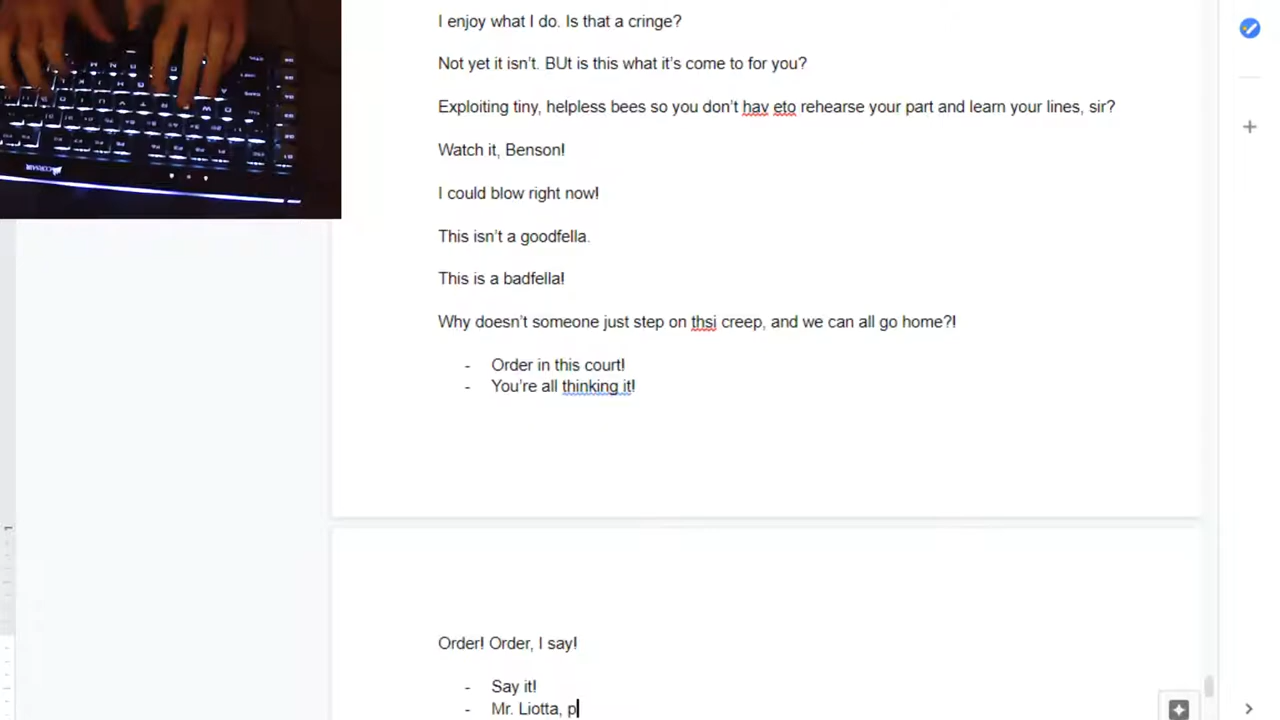 I enjoy what I do. Is that a cringe?
Not yet it isn't. BUt is this what it's come to for you?
Exploiting tiny, helpless bees so you don't hav eto rehearse your part and learn your lines, sir?
Watch it, Benson!
I could blow right now!
This isn't a goodfella.
This is a badfella!
Why doesn't someone just step on thsi creep, and we can all go home?!
- Order in this court!
- You're all thinking it!
Order! Order, I say!
- Say it!
- Mr. Liotta, p
CORSAIR